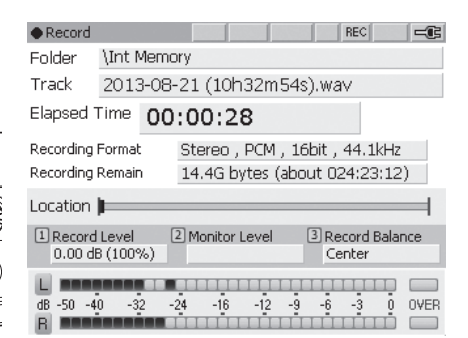 ◆Record REC
Folder \Int Memory
Track 2013-08-21 (10h32m54s).wav
Elapsed Time 00:00:28
Recording Format Stereo , PCM , 16bit , 44.1kHz
Recording Remain 14.4G bytes (about 024:23:12)
Location
1 Record Level 2 Monitor Level 3 Record Balance
0.00 dB (100%) Center
L
dB -50 -40 -32 -24 -16 -12 -9 -6 -3 0 OVER
R